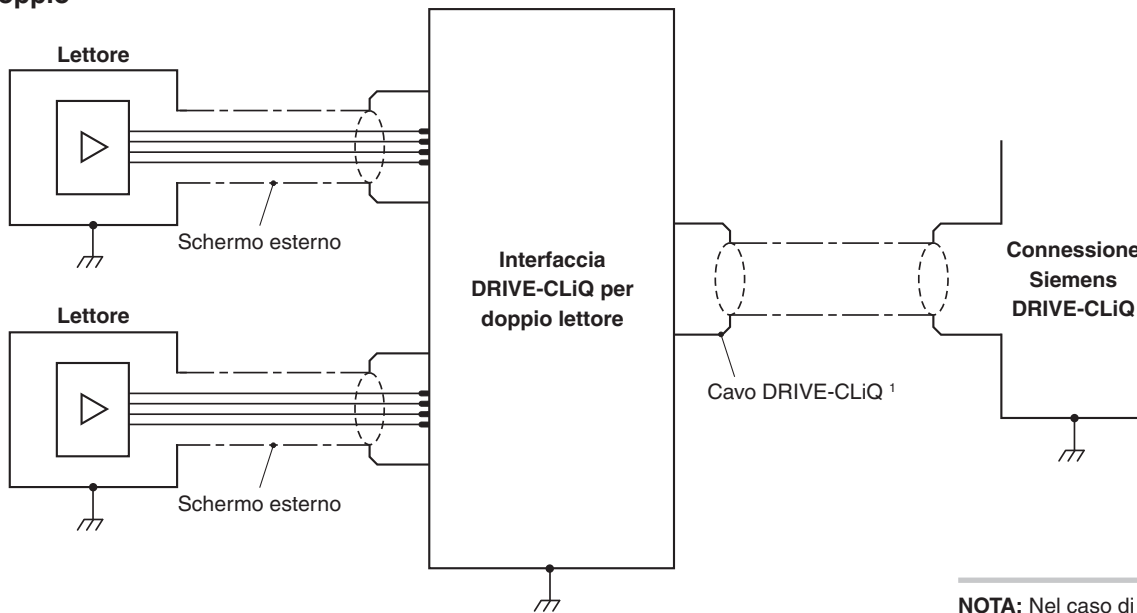 Lettore
Schermo esterno
Interfaccia
DRIVE-CLiQ per
doppio lettore
Connessione
Siemens
DRIVE-CLiQ
Cavo DRIVE-CLiQ ¹
Lettore
Schermo esterno
NOTA: Nel caso di